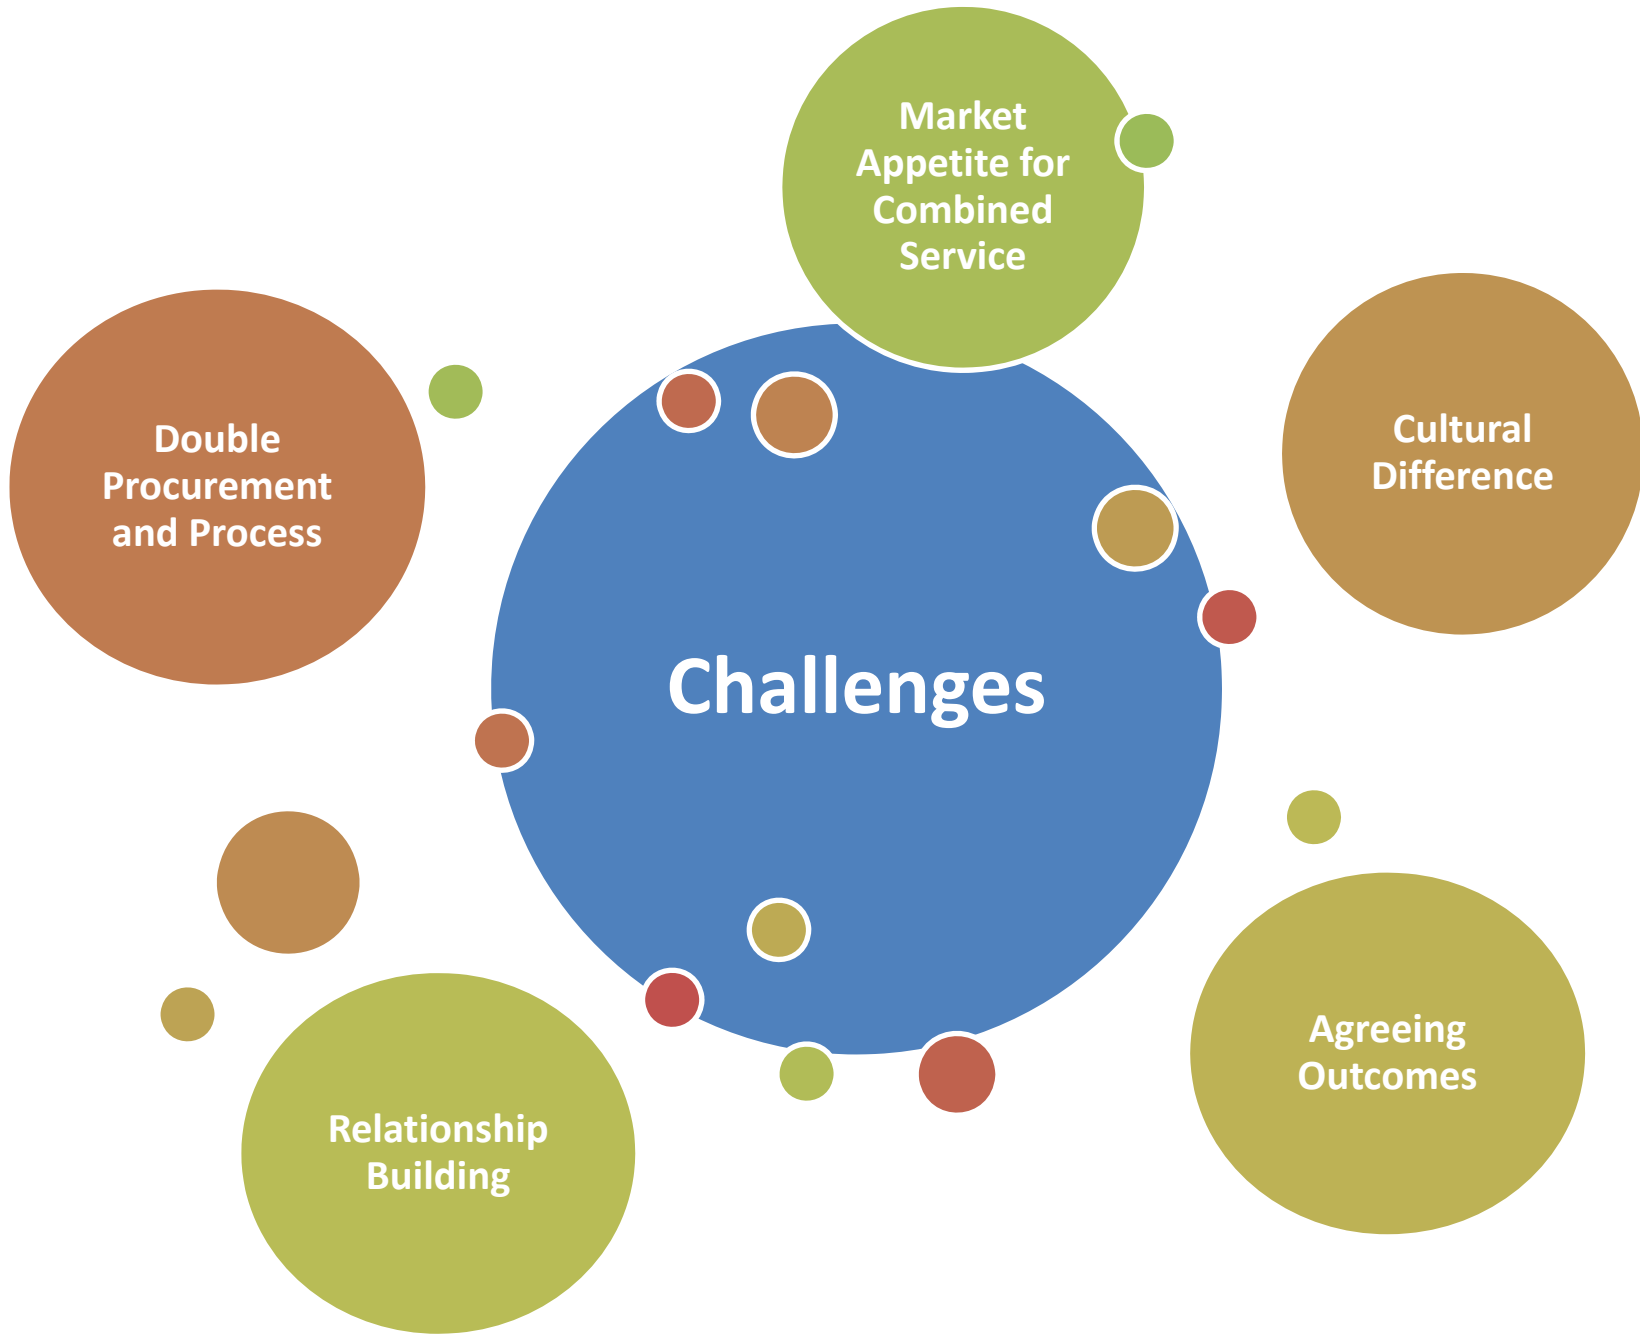 Market
Appetite for
Combined
Service
Double
Procurement
and Process
Cultural
Difference
Challenges
Agreeing
Outcomes
Relationship
Building